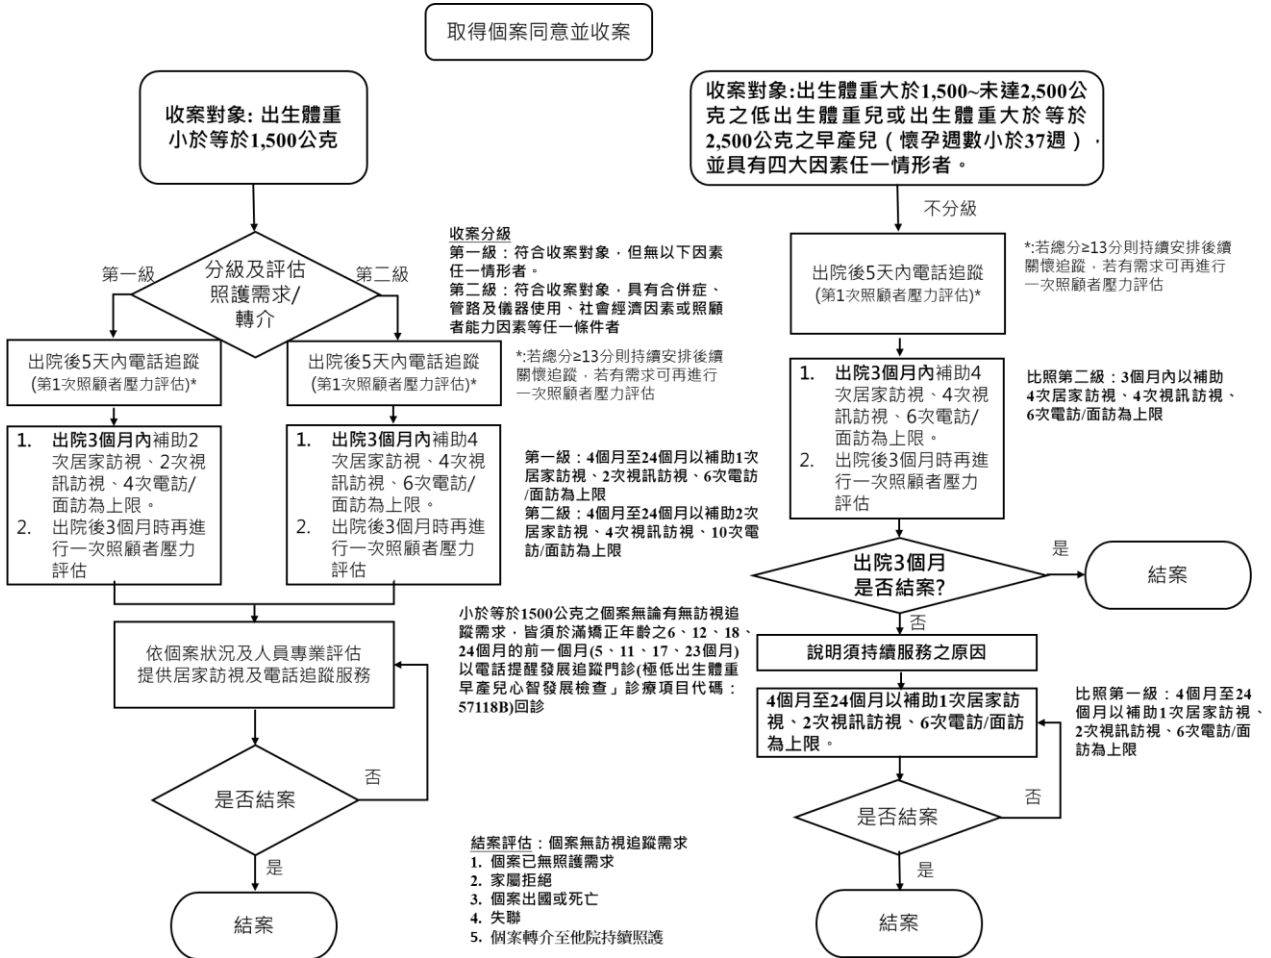 取得個案同意並收案
收案對象: 出生體重
小於等於1,500公克
第一級
分級及評估
照護需求/
轉介
第二級
收案分級
第一級：符合收案對象，但無以下因素
任一情形者。
第二級：符合收案對象，具有合併症、
管路及儀器使用、社會經濟因素或照顧
者能力因素等任一條件者
出院後5天內電話追蹤
(第1次照顧者壓力評估)*
出院後5天內電話追蹤
(第1次照顧者壓力評估)*
*:若總分≥13分則持續安排後續
關懷追蹤，若有需求可再進行
一次照顧者壓力評估
1. 出院3個月內補助2
次居家訪視、2次視
訊訪視、4次電訪/
面訪為上限。
2. 出院後3個月時再進
行一次照顧者壓力
評估
1. 出院3個月內補助4
次居家訪視、4次視
訊訪視、6次電訪/
面訪為上限。
2. 出院後3個月時再進
行一次照顧者壓力
評估
第一級：4個月至24個月以補助1次
居家訪視、2次視訊訪視、6次電訪
/面訪為上限
第二級：4個月至24個月以補助2次
居家訪視、4次視訊訪視、10次電
訪/面訪為上限
依個案狀況及人員專業評估
提供居家訪視及電話追蹤服務
小於等於1500公克之個案無論有無訪視追
蹤需求，皆須於滿矯正年齡之6、12、18、
24個月的前一個月(5、11、17、23個月)
以電話提醒發展追蹤門診(極低出生體重
早產兒心智發展檢查」診療項目代碼：
57118B)回診
是否結案
否
是
結案
結案評估：個案無訪視追蹤需求
1. 個案已無照護需求
2. 家屬拒絕
3. 個案出國或死亡
4. 失聯
5. 個案轉介至他院持續照護
收案對象:出生體重大於1,500~未達2,500公
克之低出生體重兒或出生體重大於等於
2,500公克之早產兒（懷孕週數小於37週），
並具有四大因素任一情形者。
不分級
出院後5天內電話追蹤
(第1次照顧者壓力評估)*
*:若總分≥13分則持續安排後續
關懷追蹤，若有需求可再進行
一次照顧者壓力評估
1. 出院3個月內補助4
次居家訪視、4次視
訊訪視、6次電訪/
面訪為上限。
2. 出院後3個月時再進
行一次照顧者壓力
評估
比照第二級：3個月內以補助
4次居家訪視、4次視訊訪視、
6次電訪/面訪為上限
出院3個月
是否結案?
是
結案
否
說明須持續服務之原因
4個月至24個月以補助1次居家訪
視、2次視訊訪視、6次電訪/面訪
為上限。
比照第一級：4個月至24
個月以補助1次居家訪視、
2次視訊訪視、6次電訪/面
訪為上限
是否結案
否
是
結案